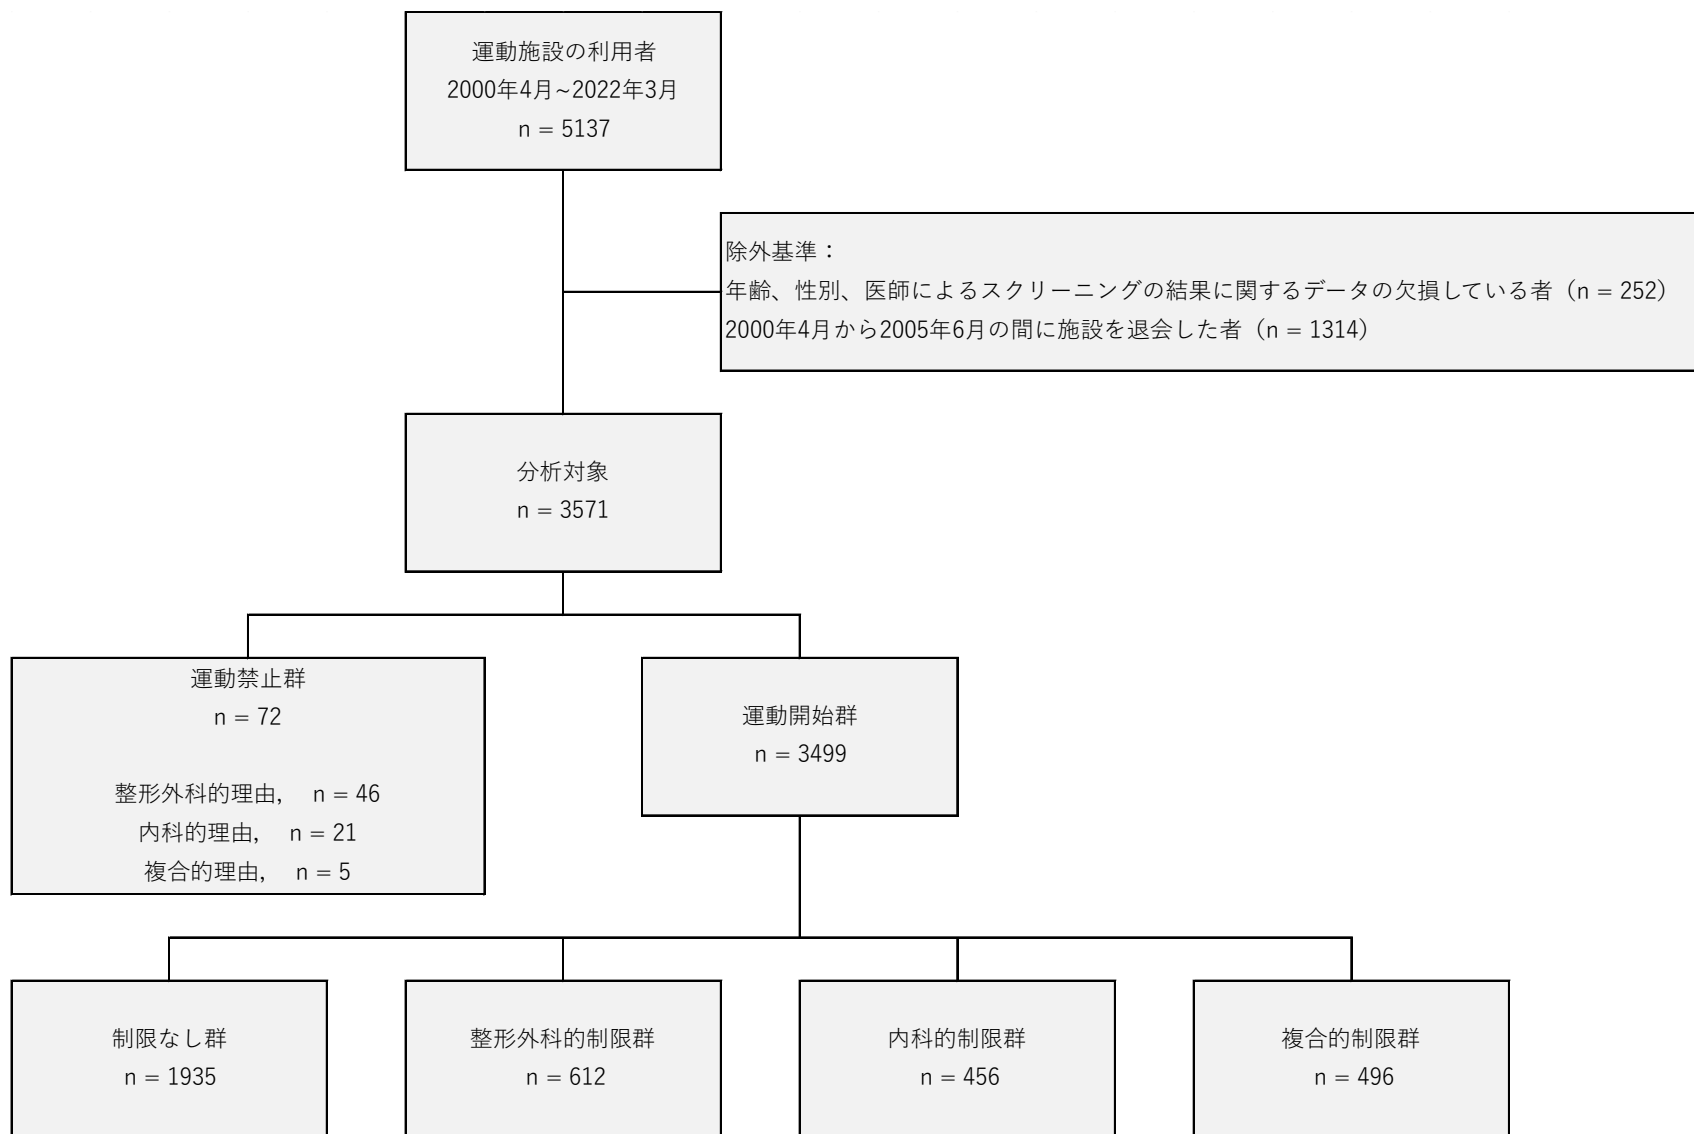 運動施設の利用者
2000年4月~2022年3月
n = 5137
除外基準：
年齢、性別、医師によるスクリーニングの結果に関するデータの欠損している者（n = 252）
2000年4月から2005年6月の間に施設を退会した者（n = 1314）
分析対象
n = 3571
運動禁止群
n = 72
整形外科的理由,　n = 46
内科的理由,　n = 21
複合的理由,　n = 5
運動開始群
n = 3499
制限なし群
n = 1935
整形外科的制限群
n = 612
内科的制限群
n = 456
複合的制限群
n = 496